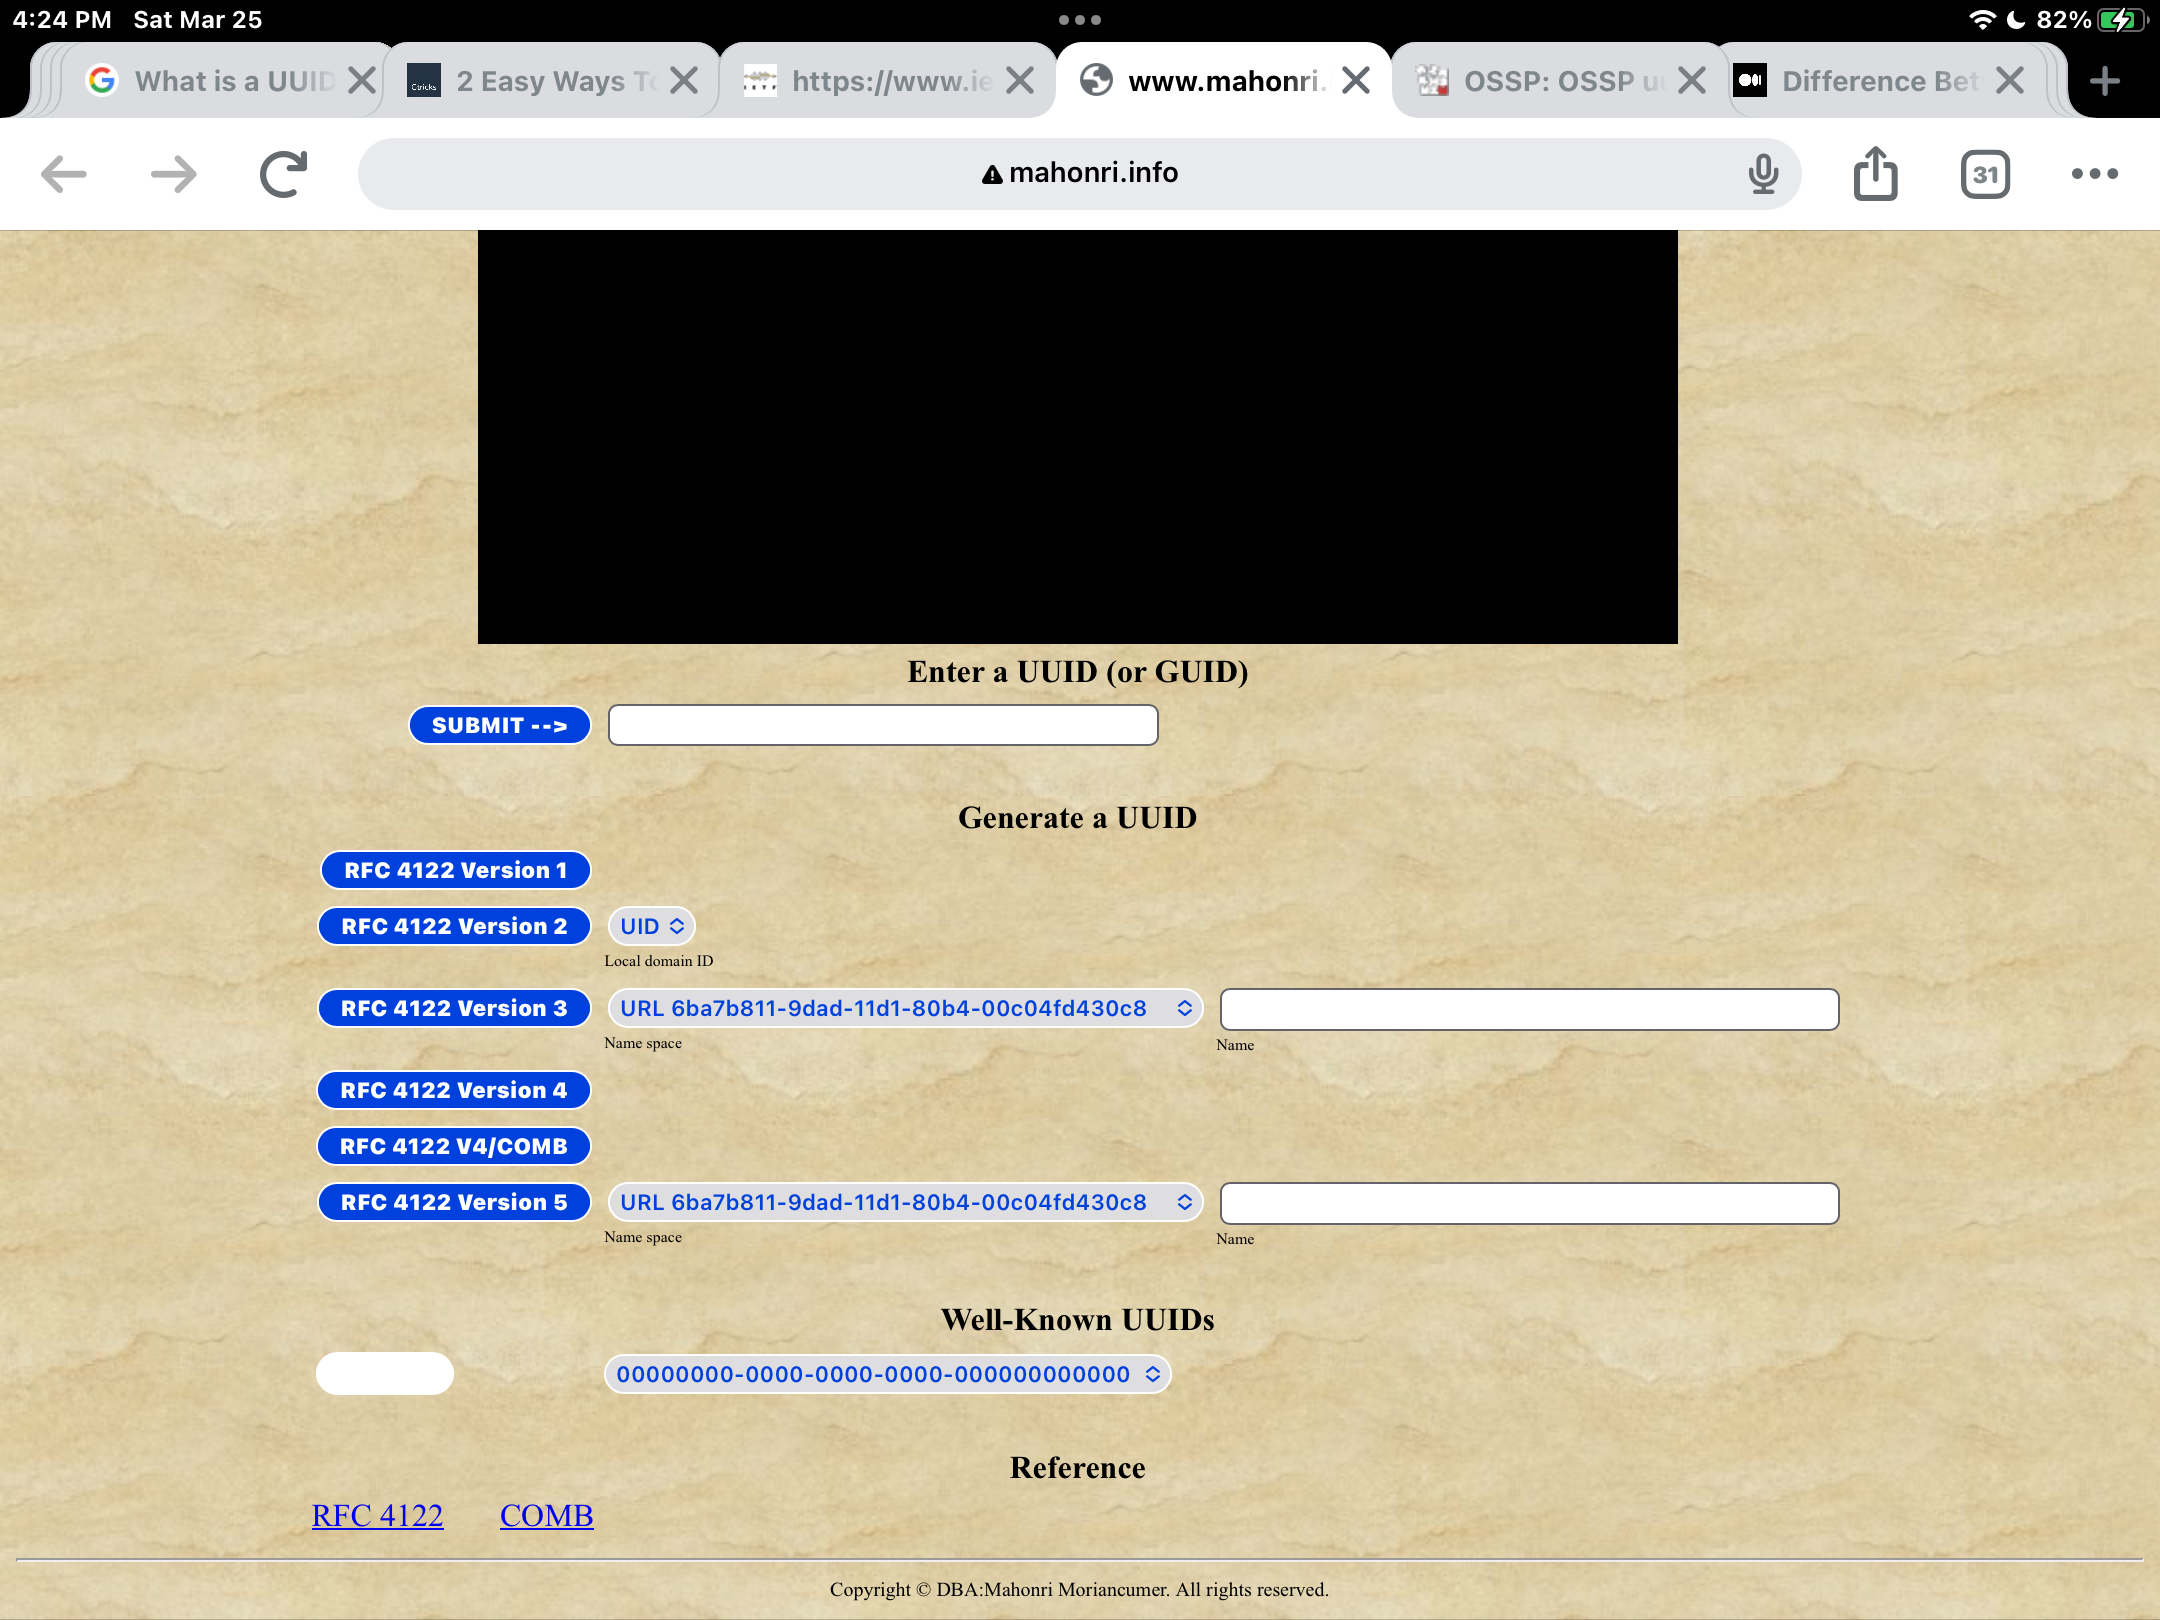 4:24 PM Sat Mar 25 82%
What is a UUID 2 Easy Ways To https://www.ie www.mahonri. OSSP: OSSP uu Difference Bet
Ctricks
mahonri.info 31
Enter a UUID (or GUID)
SUBMIT -->
Generate a UUID
RFC 4122 Version 1
RFC 4122 Version 2 UID
Local domain ID
RFC 4122 Version 3 URL 6ba7b811-9dad-11d1-80b4-00c04fd430c8
Name space Name
RFC 4122 Version 4
RFC 4122 V4/COMB
RFC 4122 Version 5 URL 6ba7b811-9dad-11d1-80b4-00c04fd430c8
Name space Name
Well-Known UUIDs
00000000-0000-0000-0000-000000000000
Reference
RFC 4122 COMB
Copyright © DBA:Mahonri Moriancumer. All rights reserved.